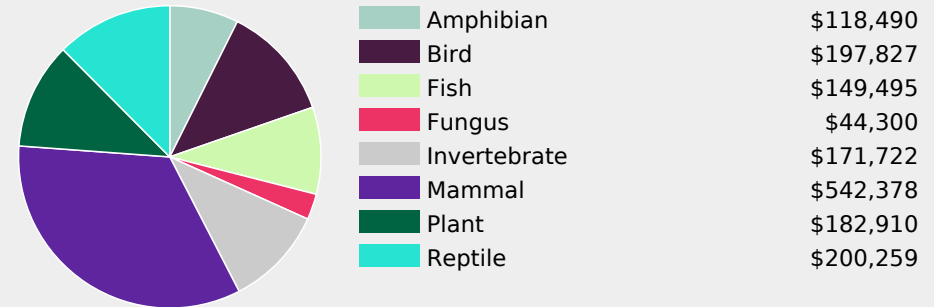 Amphibian $118,490
Bird $197,827
Fish $149,495
Fungus $44,300
Invertebrate $171,722
Mammal $542,378
Plant $182,910
Reptile $200,259